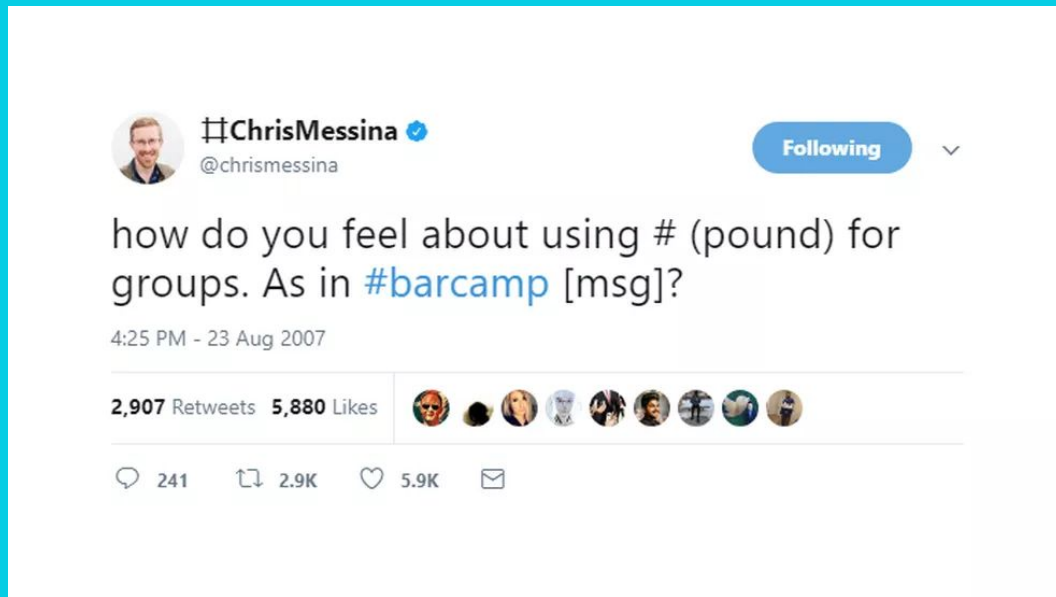 #ChrisMessina
@chrismessina
Following
how do you feel about using # (pound) for
groups. As in #barcamp [msg]?
4:25 PM - 23 Aug 2007
2,907 Retweets 5,880 Likes
241 2.9K 5.9K